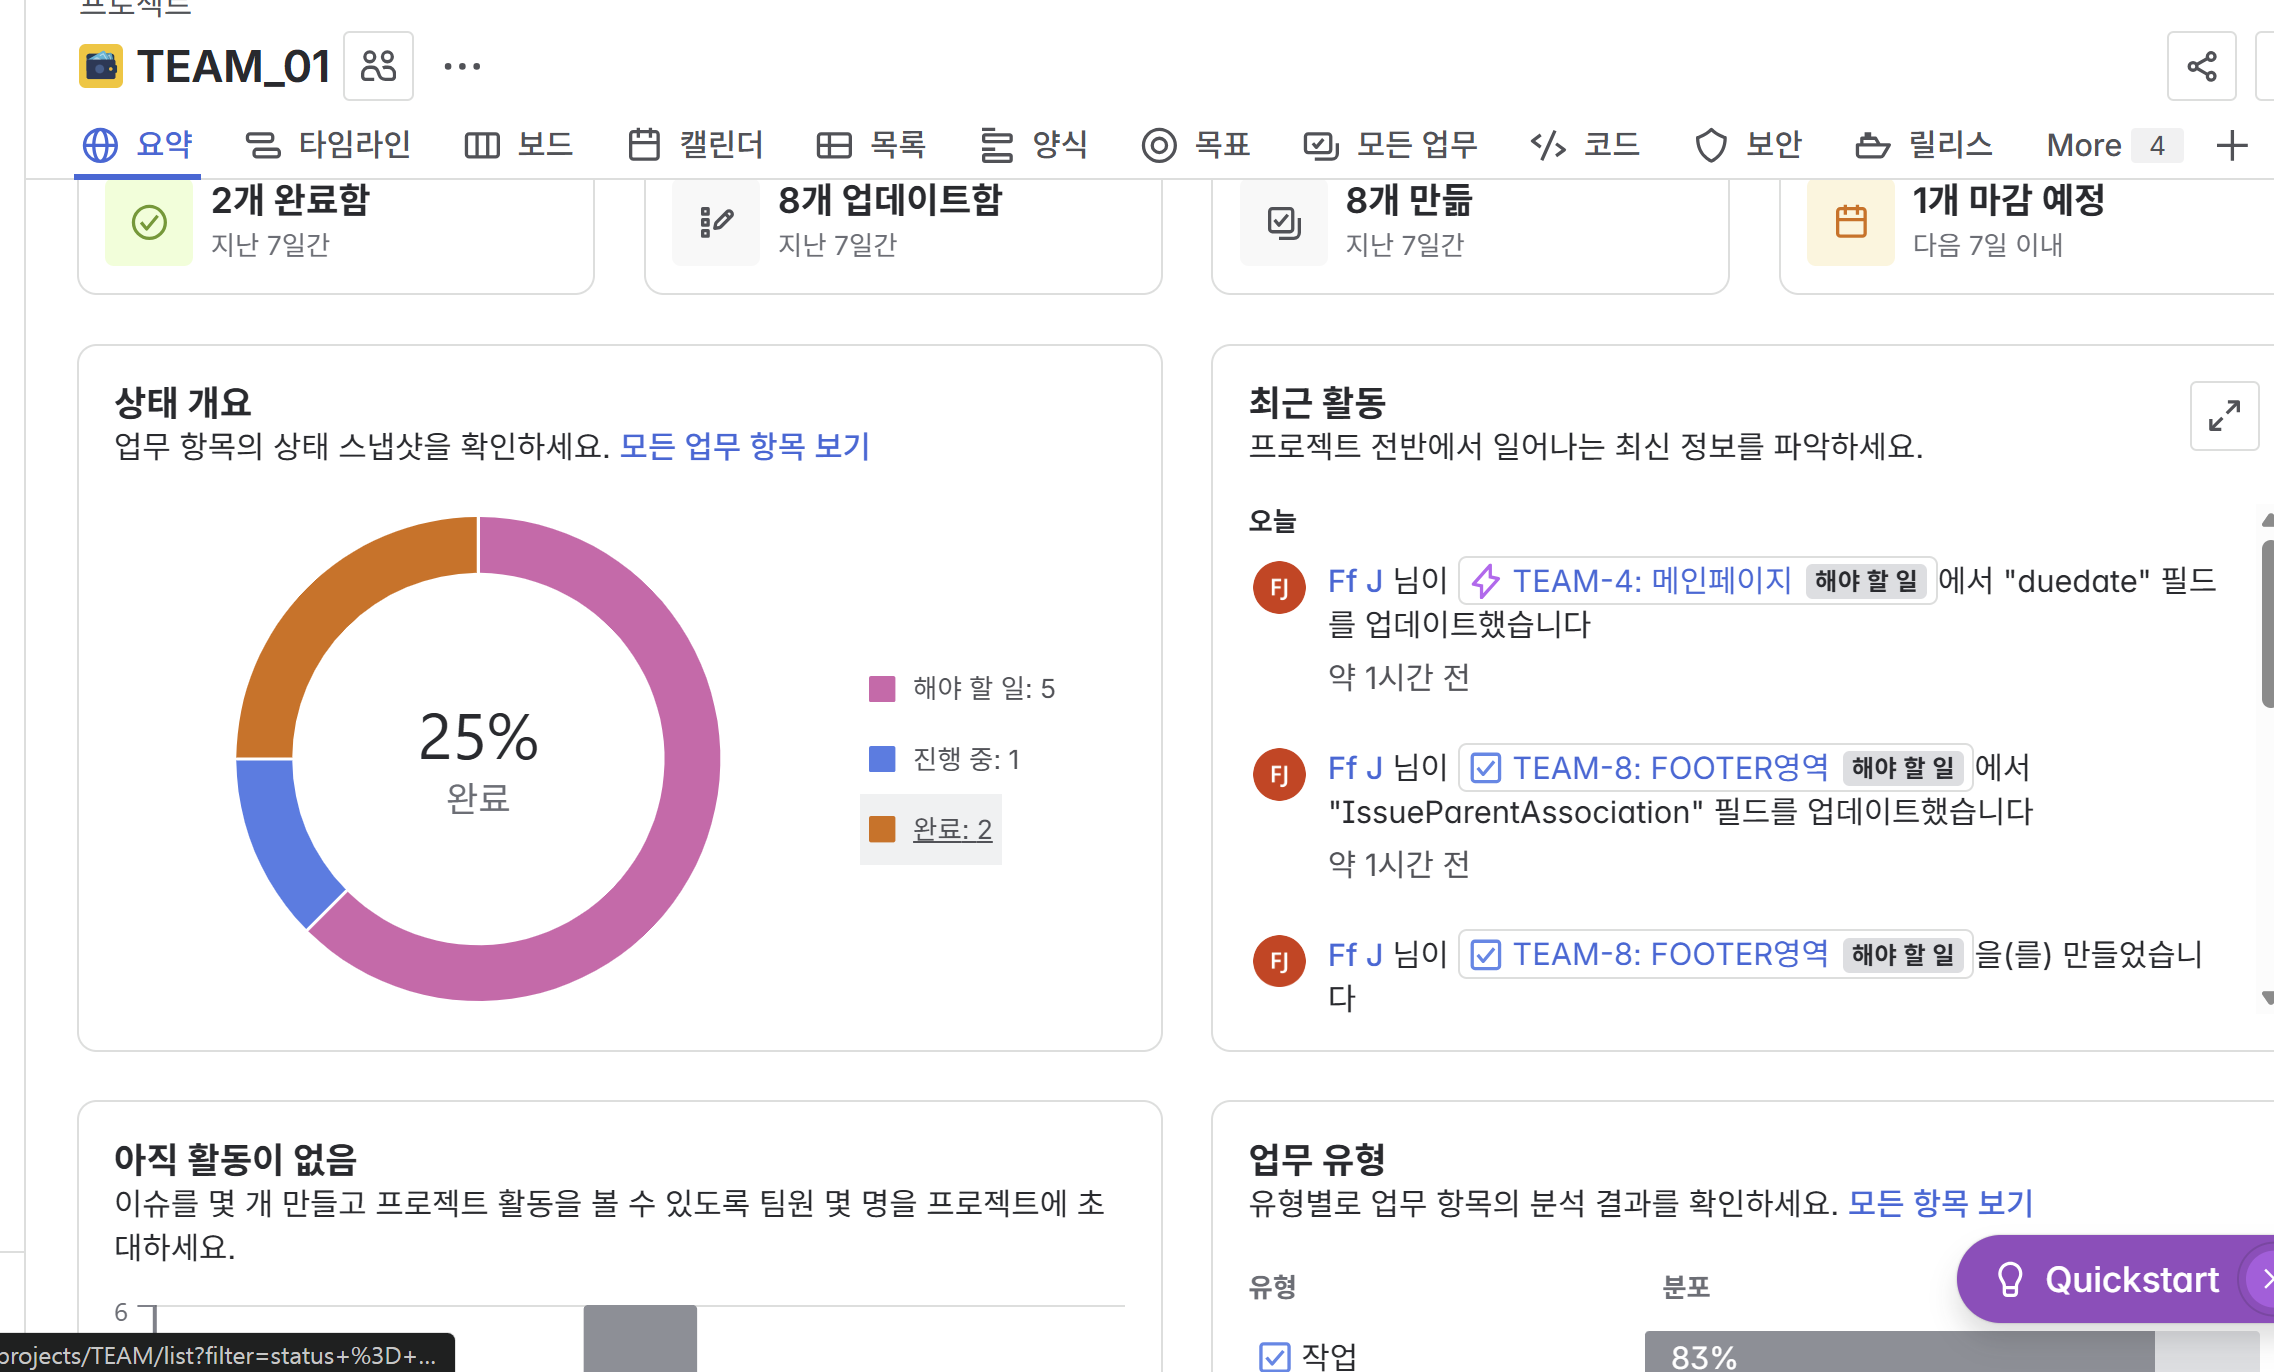 프로젝트
TEAM_01
요약 타임라인 보드 캘린더 목록 양식 목표 모든 업무 코드 보안 릴리스 More 4
2개 완료함
지난 7일간
8개 업데이트함
지난 7일간
8개 만듦
지난 7일간
1개 마감 예정
다음 7일 이내
상태 개요
업무 항목의 상태 스냅샷을 확인하세요. 모든 업무 항목 보기
25%
완료
해야 할 일: 5
진행 중: 1
완료: 2
최근 활동
프로젝트 전반에서 일어나는 최신 정보를 파악하세요.
오늘
FJ Ff J 님이 TEAM-4: 메인페이지 해야 할 일 에서 "duedate" 필드
를 업데이트했습니다
약 1시간 전
FJ Ff J 님이 TEAM-8: FOOTER영역 해야 할 일 에서
"IssueParentAssociation" 필드를 업데이트했습니다
약 1시간 전
FJ Ff J 님이 TEAM-8: FOOTER영역 해야 할 일 을(를) 만들었습니
다
아직 활동이 없음
이슈를 몇 개 만들고 프로젝트 활동을 볼 수 있도록 팀원 몇 명을 프로젝트에 초
대하세요.
6
projects/TEAM/list?filter=status+%3D+...
업무 유형
유형별로 업무 항목의 분석 결과를 확인하세요. 모든 항목 보기
유형 분포
Quickstart
작업 83%